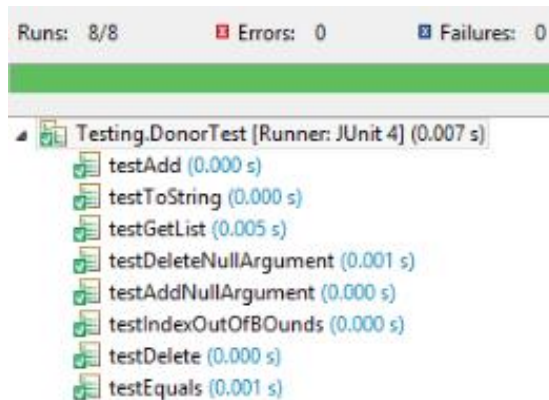 Runs: 8/8 Errors: 0 Failures: 0
Testing.DonorTest [Runner: JUnit 4] (0.007 s)
testAdd (0.000 s)
testToString (0.000 s)
testGetList (0.005 s)
testDeleteNullArgument (0.001 s)
testAddNullArgument (0.000 s)
testIndexOutOfBOunds (0.000 s)
testDelete (0.000 s)
testEquals (0.001 s)